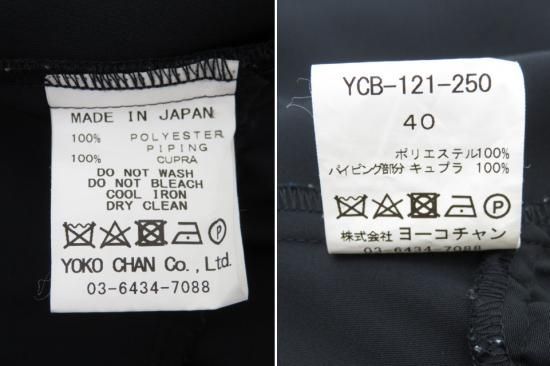 MADE IN JAPAN
100% POLYESTER
PIPING
100% CUPRA
DO NOT WASH
DO NOT BLEACH
COOL IRON
DRY CLEAN
P
YOKO CHAN Co., Ltd.
03-6434-7088
YCB-121-250
40
ポリエステル100%
パイピング部分 キュプラ 100%
P
株式会社 ヨーコチャン
03-6434-7088